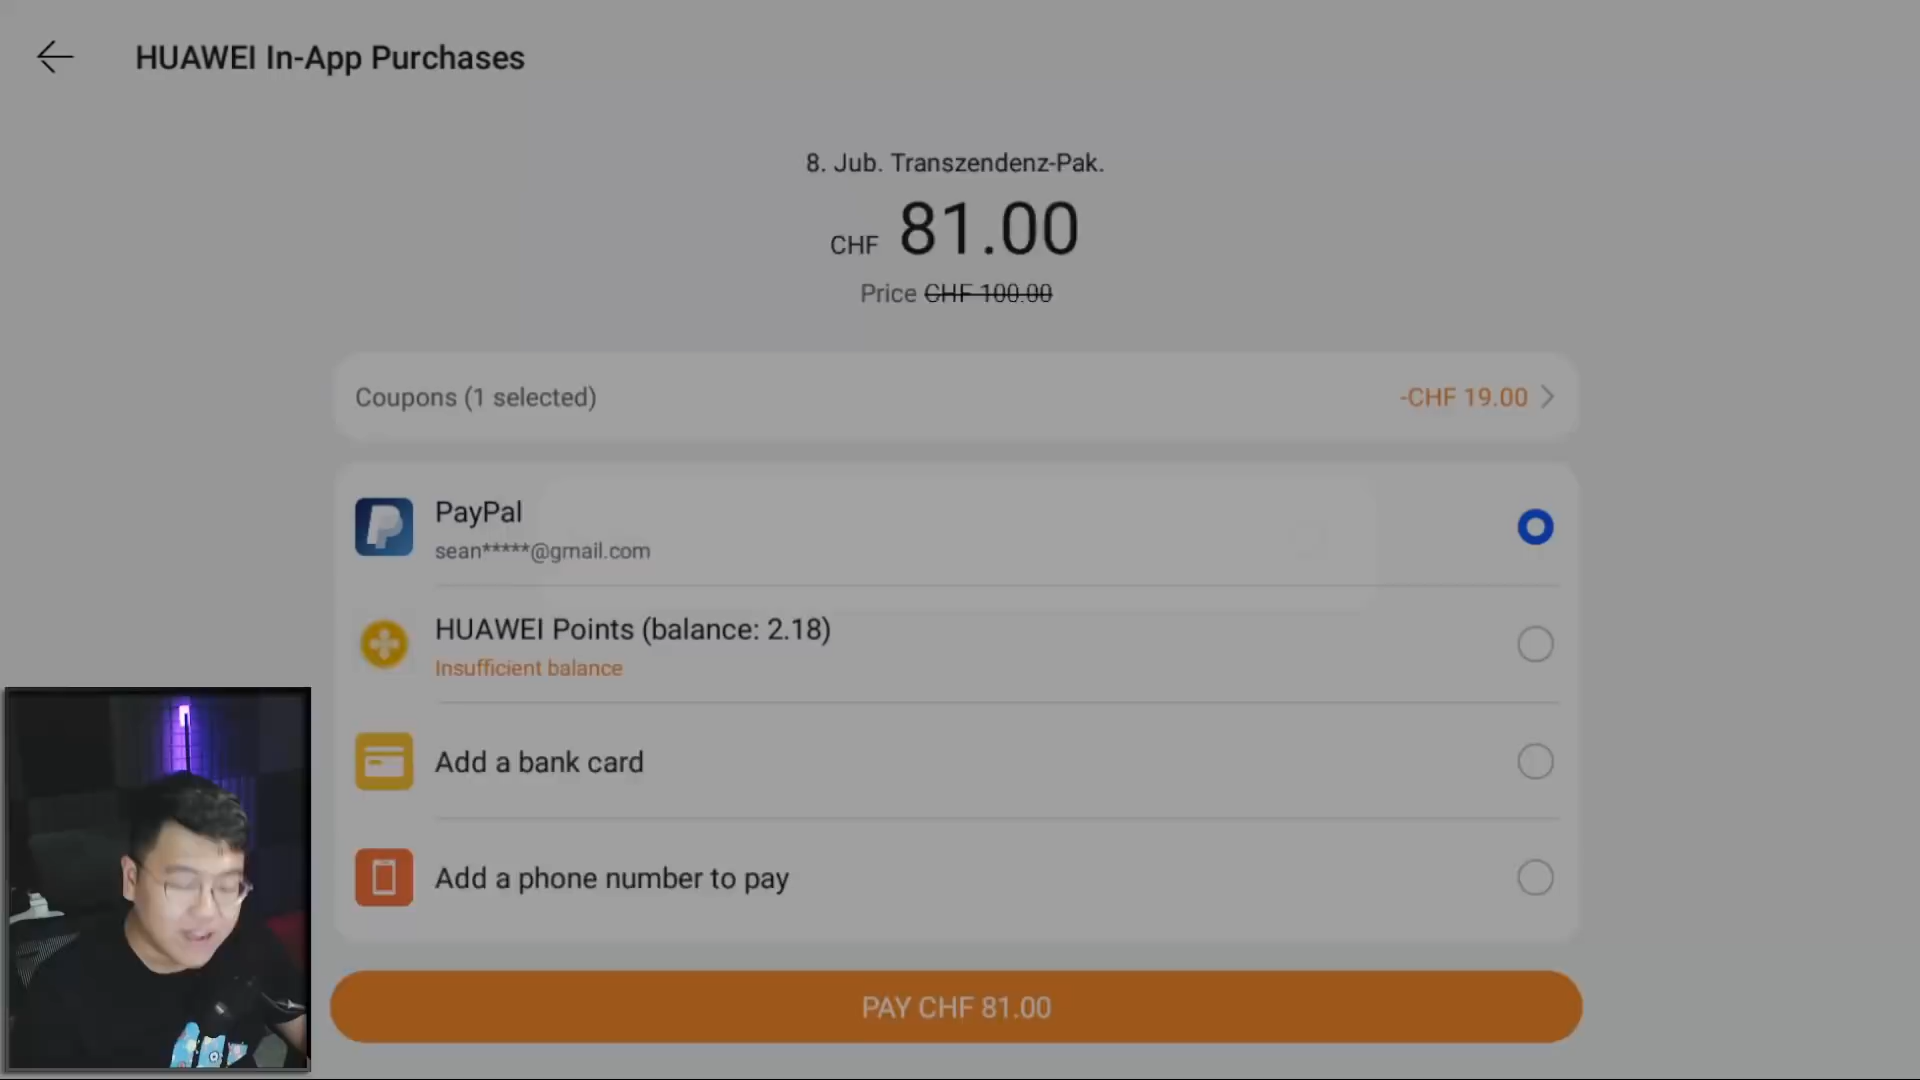 HUAWEI In-App Purchases
8. Jub. Transzendenz-Pak.
CHF 81.00
Price CHF 100.00
Coupons (1 selected) -CHF 19.00
PayPal
sean*****@gmail.com
HUAWEI Points (balance: 2.18)
Insufficient balance
Add a bank card
Add a phone number to pay
PAY CHF 81.00